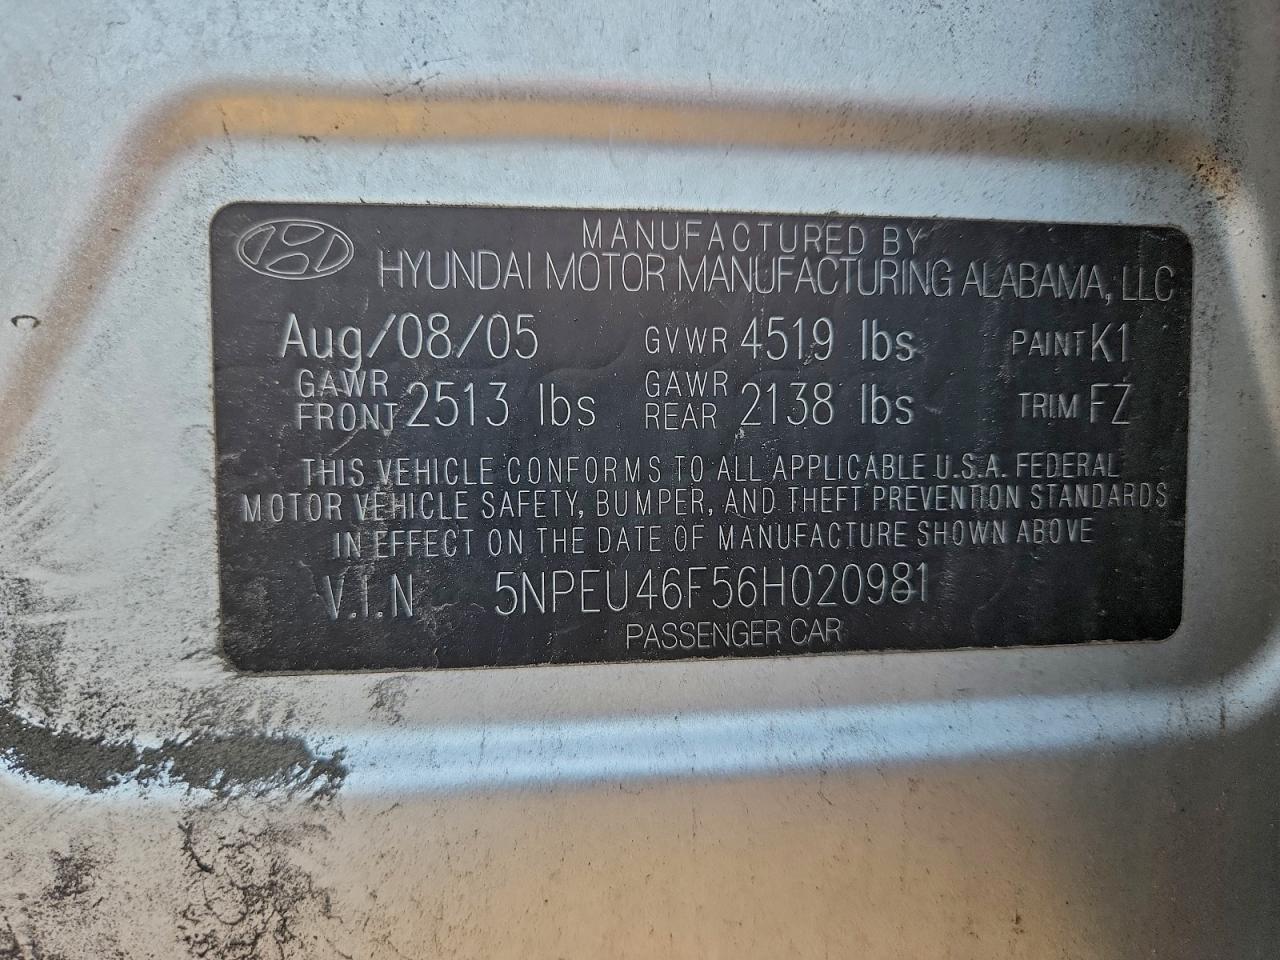 MANUFACTURED BY
HYUNDAI MOTOR MANUFACTURING ALABAMA, LLC
Aug/08/05 GVWR 4519 lbs PAINT K1
GAWR FRONT 2513 lbs GAWR REAR 2138 lbs TRIM FZ
THIS VEHICLE CONFORMS TO ALL APPLICABLE U.S.A. FEDERAL
MOTOR VEHICLE SAFETY, BUMPER, AND THEFT PREVENTION STANDARDS
IN EFFECT ON THE DATE OF MANUFACTURE SHOWN ABOVE
V.I.N 5NPEU46F56H020981
PASSENGER CAR